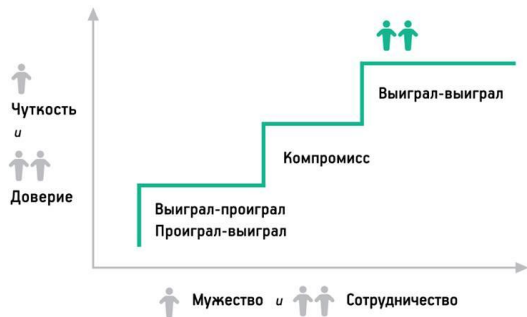 Чуткость
и
Доверие
Выиграл-выиграл
Компромисс
Выиграл-проиграл
Проиграл-выиграл
Мужество и Сотрудничество